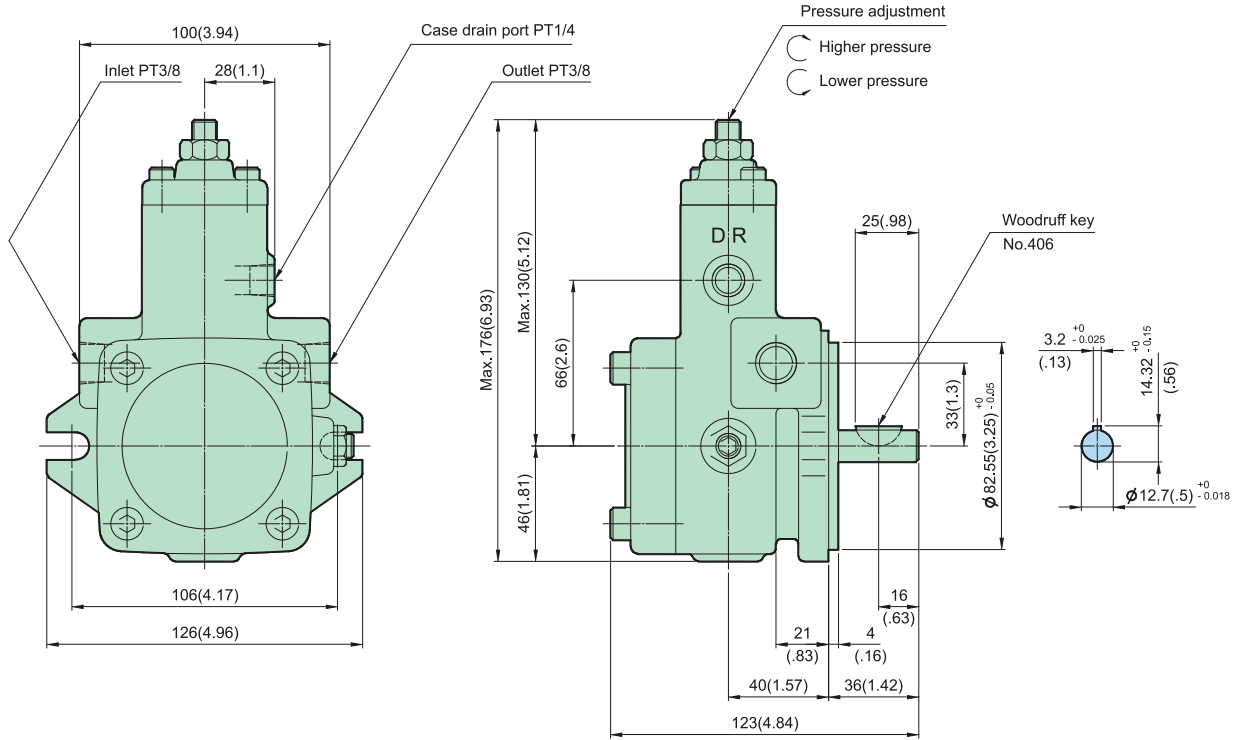 Pressure adjustment
Higher pressure
Lower pressure
100(3.94)
Case drain port PT1/4
Inlet PT3/8
28(1.1)
Outlet PT3/8
D R
25(.98)
Woodruff key
No.406
Max.176(6.93)
Max.130(5.12)
66(2.6)
46(1.81)
33(1.3)
ϕ82.55(3.25) +0 -0.05
3.2 +0 -0.025
(.13)
14.32 +0 -0.15
(.56)
ϕ12.7(.5) +0 -0.018
106(4.17)
126(4.96)
16
(.63)
21
(.83)
4
(.16)
40(1.57)
36(1.42)
123(4.84)